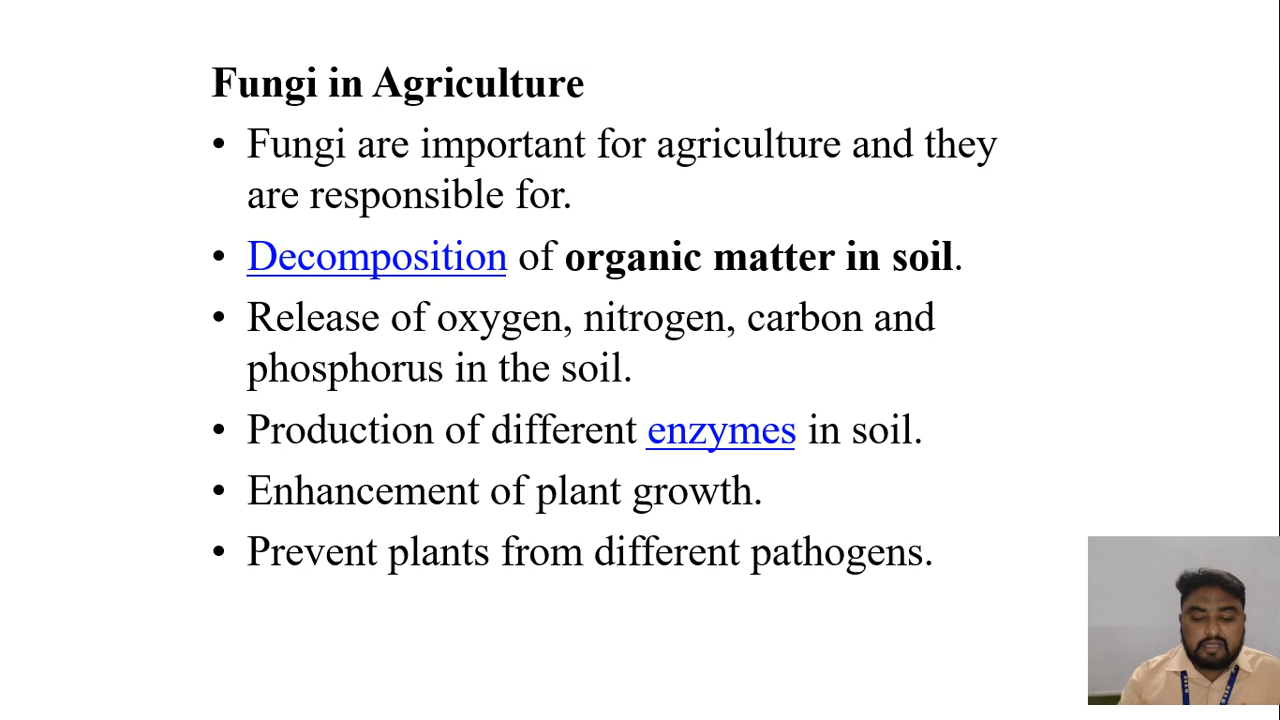 Fungi in Agriculture
• Fungi are important for agriculture and they
are responsible for.
• Decomposition of organic matter in soil.
• Release of oxygen, nitrogen, carbon and
phosphorus in the soil.
• Production of different enzymes in soil.
• Enhancement of plant growth.
• Prevent plants from different pathogens.